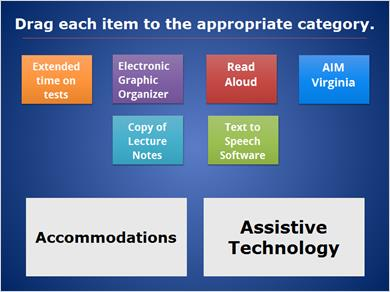 Drag each item to the appropriate category.
Extended
time on
tests
Electronic
Graphic
Organizer
Read
Aloud
AIM
Virginia
Copy of
Lecture
Notes
Text to
Speech
Software
Accommodations
Assistive
Technology